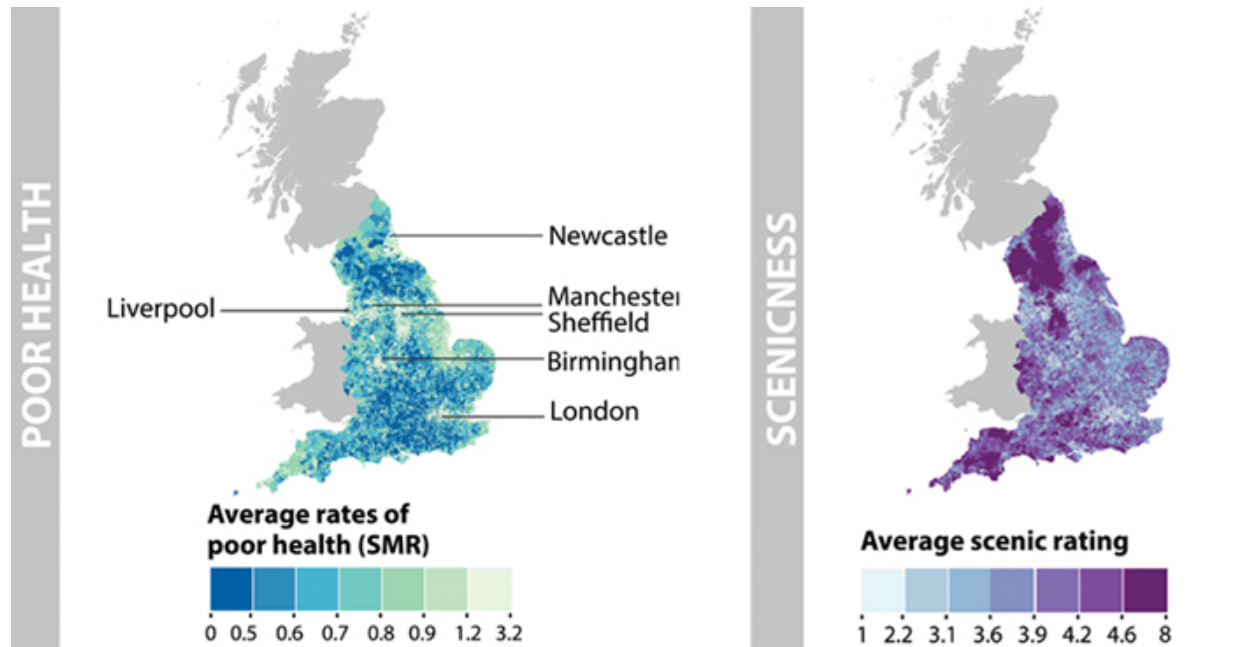 POOR HEALTH
Newcastle
Liverpool
Manchester
Sheffield
Birminghan
London
Average rates of
poor health (SMR)
0 0.5 0.6 0.7 0.8 0.9 1.2 3.2
SCENICNESS
Average scenic rating
1 2.2 3.1 3.6 3.9 4.2 4.6 8